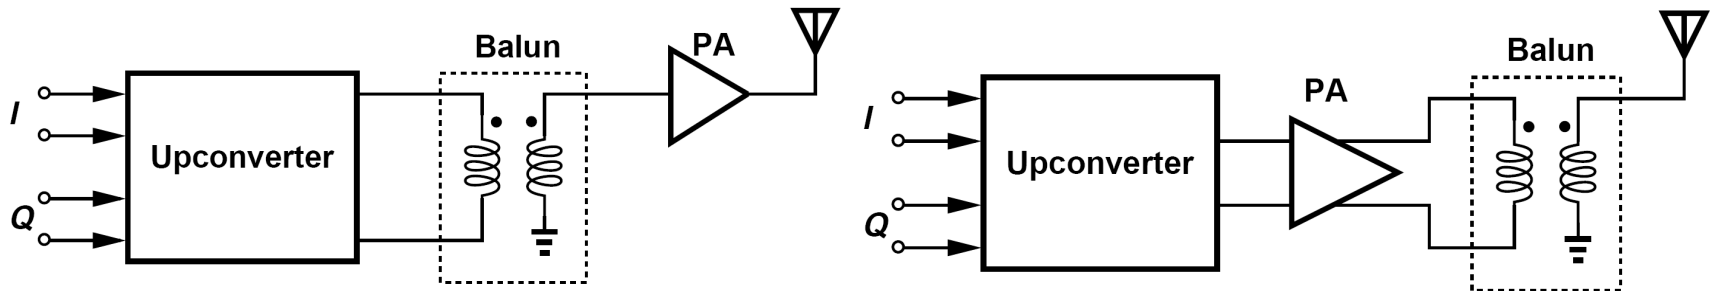 Balun
PA
I
Q
Upconverter
Balun
PA
I
Q
Upconverter